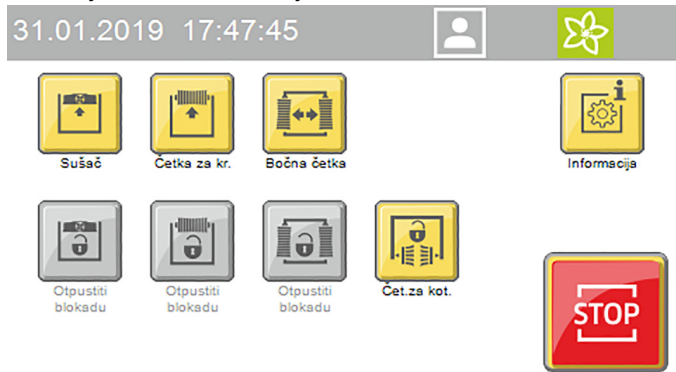 31.01.2019 17:47:45
Sušač
Četka za kr.
Bočna četka
Informacija
Otpustiti
blokadu
Otpustiti
blokadu
Otpustiti
blokadu
Čet.za kot.
STOP